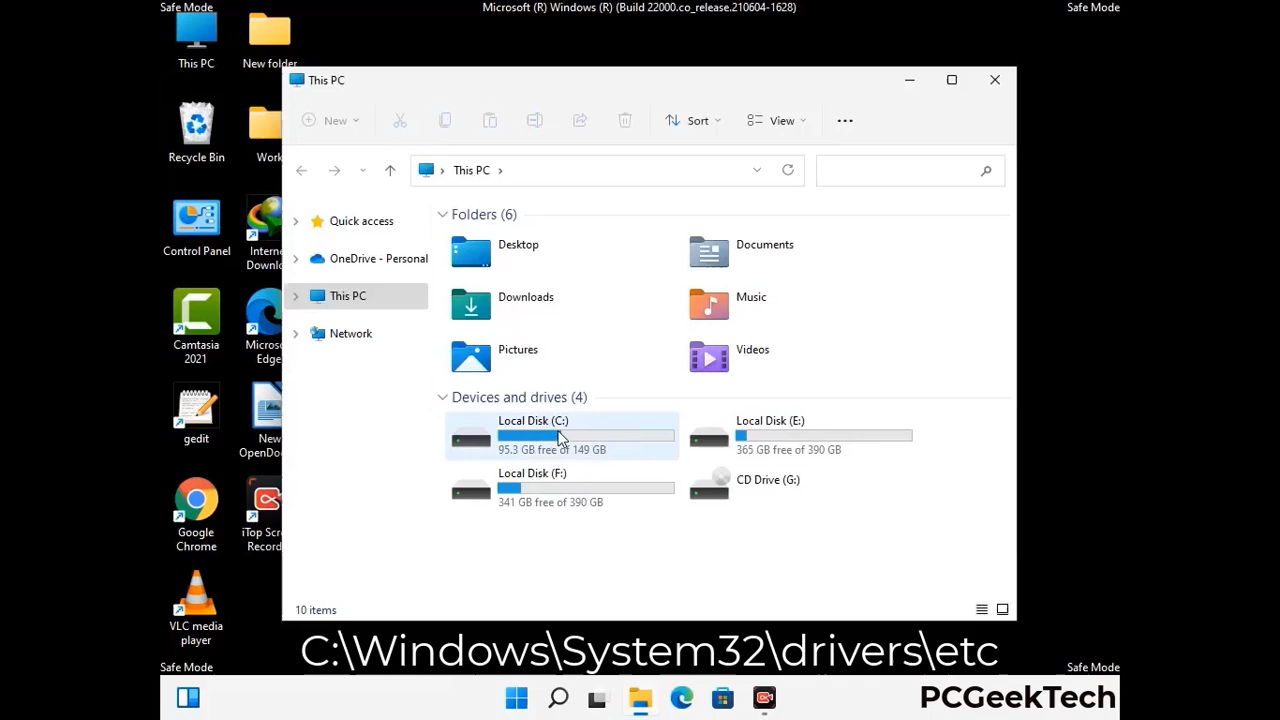 Safe Mode
Microsoft (R) Windows (R) (Build 22000.co_release.210604-1628)
Safe Mode
This PC
New folder
Recycle Bin
Work
Control Panel
Internet
Downlo
Camtasia
2021
Micros
Edge
gedit
New
OpenDo
Google
Chrome
iTop Scr
Record
VLC media
player
This PC
New
Sort
View
This PC
Quick access
OneDrive - Personal
This PC
Network
Folders (6)
Desktop
Documents
Downloads
Music
Pictures
Videos
Devices and drives (4)
Local Disk (C:)
95.3 GB free of 149 GB
Local Disk (E:)
365 GB free of 390 GB
Local Disk (F:)
341 GB free of 390 GB
CD Drive (G:)
10 items
C:\Windows\System32\drivers\etc
Safe Mode
Safe Mode
PCGeekTech